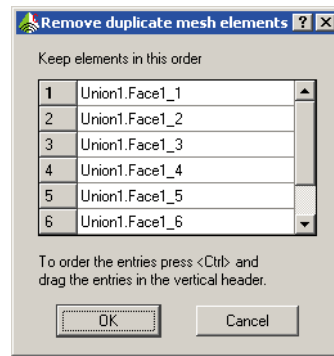 Remove duplicate mesh elements ? X
Keep elements in this order
1 Union1.Face1_1
2 Union1.Face1_2
3 Union1.Face1_3
4 Union1.Face1_4
5 Union1.Face1_5
6 Union1.Face1_6
To order the entries press <Ctrl> and
drag the entries in the vertical header.
OK Cancel